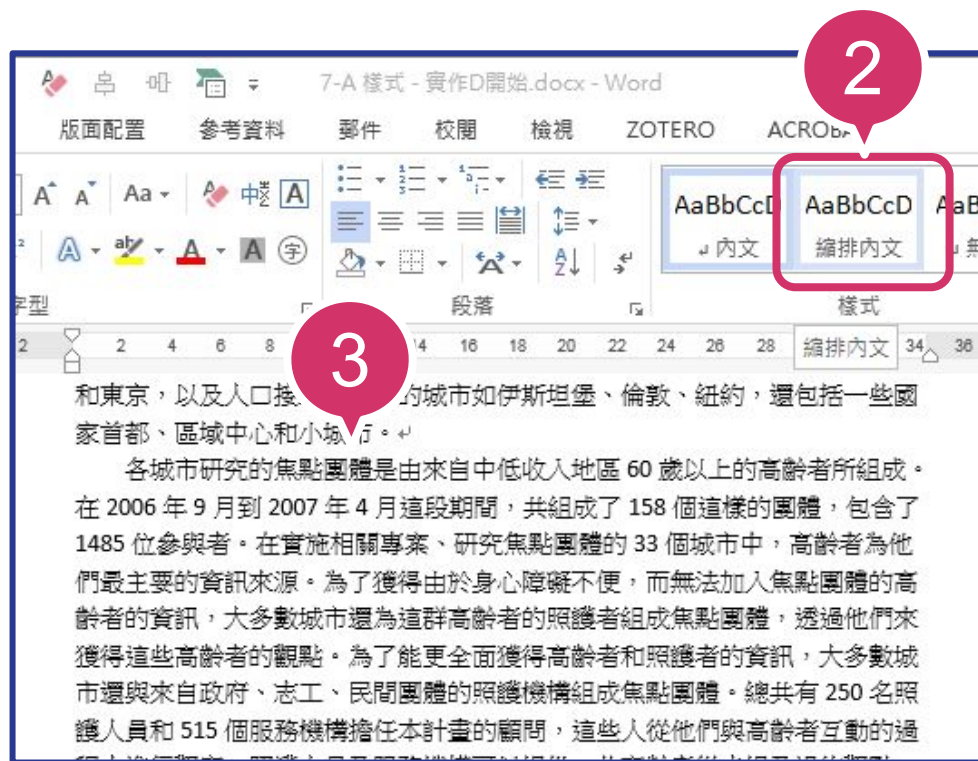 2
7-A 樣式 - 實作D開始.docx - Word
版面配置 參考資料 郵件 校閱 檢視 ZOTERO
AaBbCcD AaBbCcD
內文 縮排內文
字型 段落 樣式
3
2 2 4 6 8 14 16 18 20 22 24 26 28 縮排內文 34 36
和東京，以及人口接 的城市如伊斯坦堡、倫敦、紐約，還包括一些國
家首都、區域中心和小城市。
各城市研究的焦點團體是由來自中低收入地區 60 歲以上的高齡者所組成。
在 2006 年 9 月到 2007 年 4 月這段期間，共組成了 158 個這樣的團體，包含了
1485 位參與者。在實施相關專案、研究焦點團體的 33 個城市中，高齡者為他
們最主要的資訊來源。為了獲得由於身心障礙不便，而無法加入焦點團體的高
齡者的資訊，大多數城市還為這群高齡者的照護者組成焦點團體，透過他們來
獲得這些高齡者的觀點。為了能更全面獲得高齡者和照護者的資訊，大多數城
市還與來自政府、志工、民間團體的照護機構組成焦點團體。總共有 250 名照
護人員和 515 個服務機構擔任本計畫的顧問，這些人從他們與高齡者互動的過